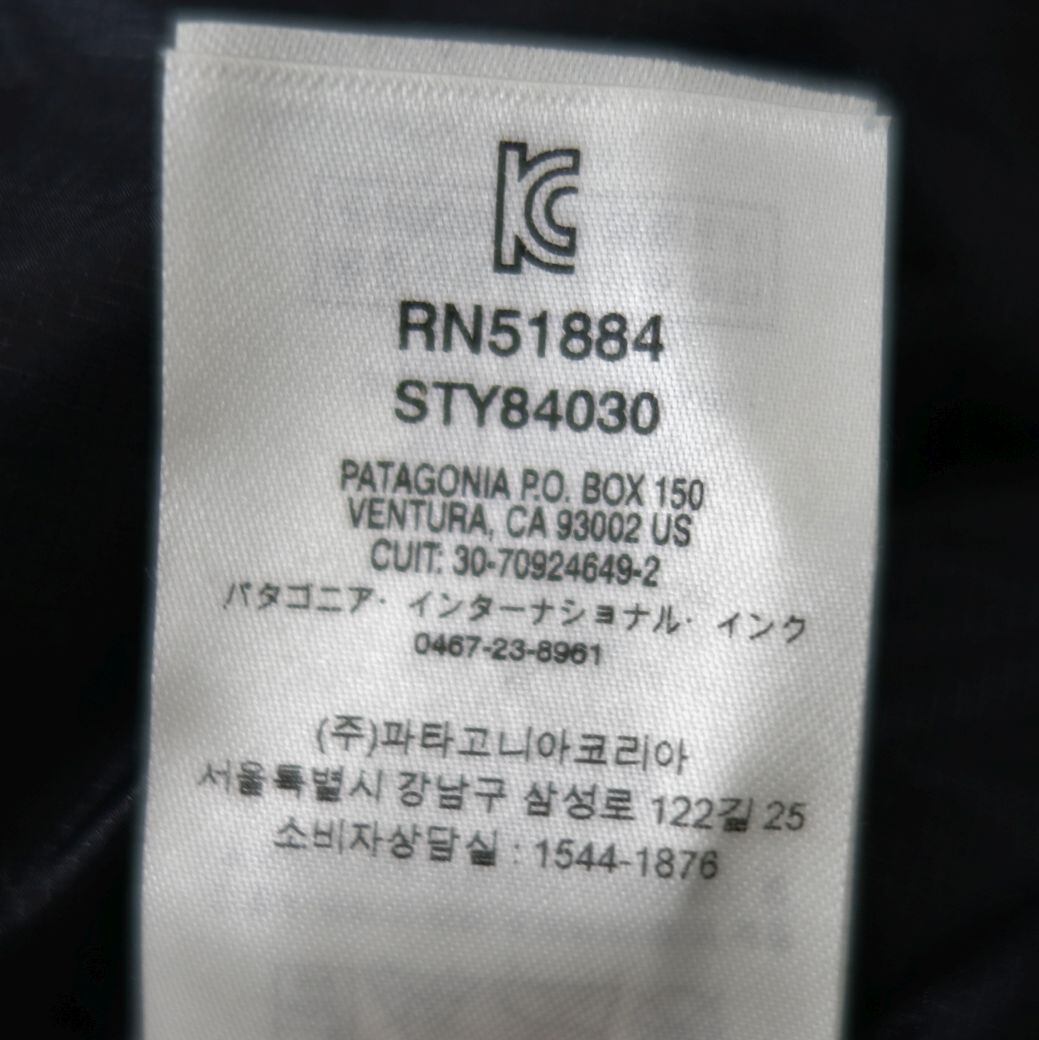 KC
RN51884
STY84030
PATAGONIA P.O. BOX 150
VENTURA, CA 93002 US
CUIT: 30-70924649-2
パタゴニア・インターナショナル・インク
0467-23-8961
(주)파타고니아코리아
서울특별시 강남구 삼성로 122길 25
소비자상담실 : 1544-1876